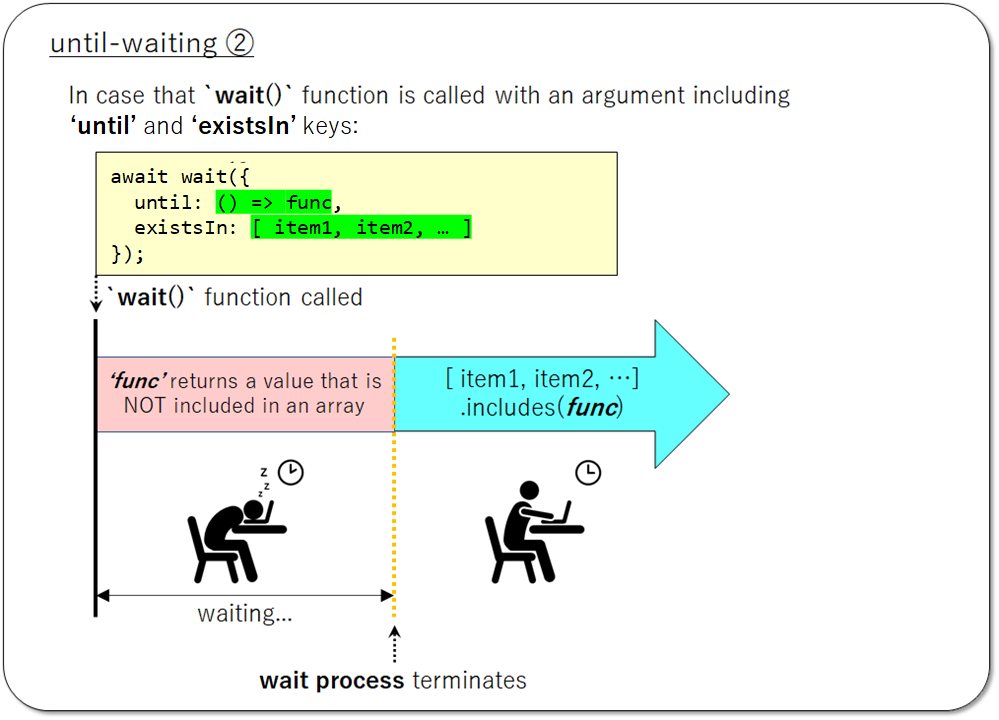 until-waiting ②
In case that `wait()` function is called with an argument including
‘until’ and ‘existsIn’ keys:
await wait({
until: () => func,
existsIn: [ item1, item2, … ]
});
`wait()` function called
‘func’ returns a value that is
NOT included in an array
[ item1, item2, …]
.includes(func)
z
z
z
waiting...
wait process terminates